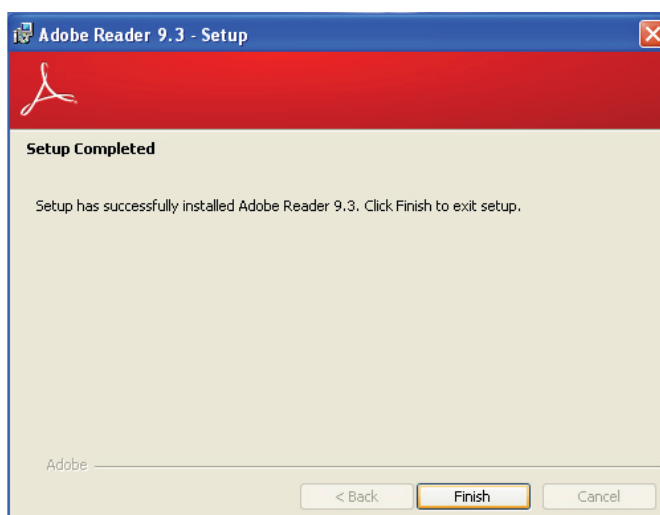 Adobe Reader 9.3 - Setup
Setup Completed
Setup has successfully installed Adobe Reader 9.3. Click Finish to exit setup.
Adobe
< Back Finish Cancel